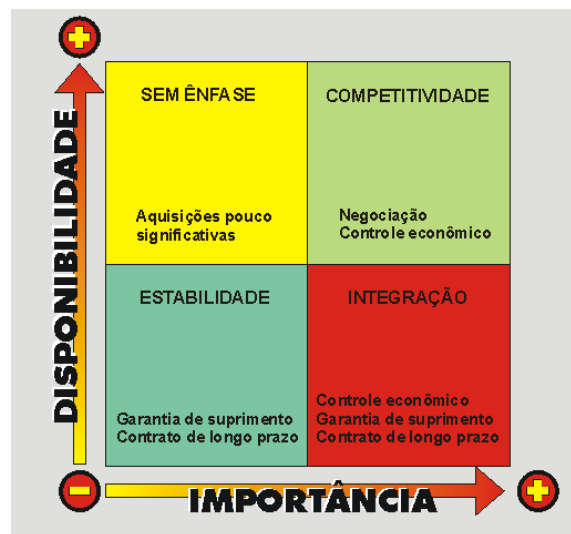 DISPONIBILIDADE
SEM ÊNFASE
Aquisições pouco
significativas
COMPETITIVIDADE
Negociação
Controle econômico
ESTABILIDADE
Garantia de suprimento
Contrato de longo prazo
INTEGRAÇÃO
Controle econômico
Garantia de suprimento
Contrato de longo prazo
IMPORTÂNCIA